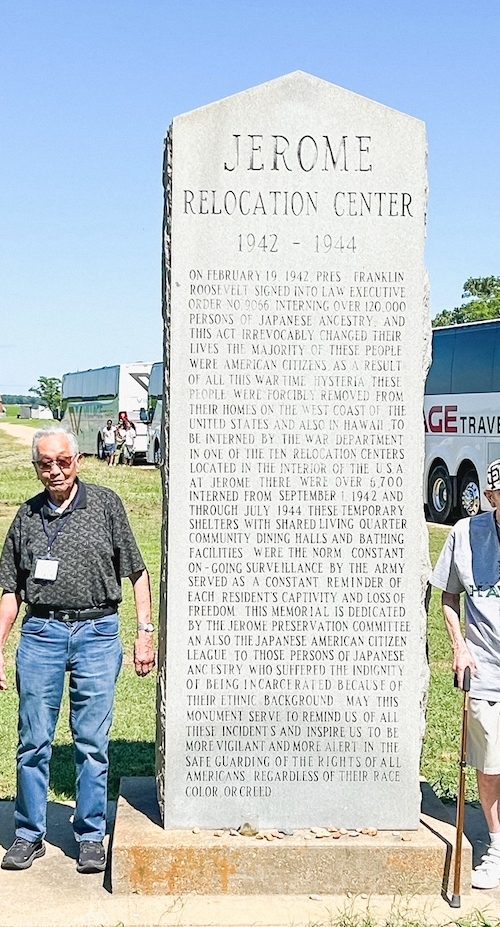 JEROME
RELOCATION CENTER
1942 - 1944
ON FEBRUARY 19 1942 PRES FRANKLIN
ROOSEVELT SIGNED INTO LAW EXECUTIVE
ORDER NO. 9066 INTERNING OVER 120,000
PERSONS OF JAPANESE ANCESTRY; AND
THIS ACT IRREVOCABLY CHANGED THEIR
LIVES THE MAJORITY OF THESE PEOPLE
WERE AMERICAN CITIZENS AS A RESULT
OF ALL THIS WAR TIME HYSTERIA THESE
PEOPLE WERE FORCIBLY REMOVED FROM
THEIR HOMES ON THE WEST COAST OF THE
UNITED STATES AND ALSO IN HAWAII TO
BE INTERNED BY THE WAR DEPARTMENT
IN ONE OF THE TEN RELOCATION CENTERS
LOCATED IN THE INTERIOR OF THE U.S.A
AT JEROME THERE WERE OVER 6,700
INTERNED FROM SEPTEMBER 1 1942 AND
THROUGH JULY 1944 THESE TEMPORARY
SHELTERS WITH SHARED LIVING QUARTER
COMMUNITY DINING HALLS AND BATHING
FACILITIES WERE THE NORM CONSTANT
ON-GOING SURVEILLANCE BY THE ARMY
SERVED AS A CONSTANT REMINDER OF
EACH RESIDENT'S CAPTIVITY AND LOSS OF
FREEDOM THIS MEMORIAL IS DEDICATED
BY THE JEROME PRESERVATION COMMITTEE
AN ALSO THE JAPANESE AMERICAN CITIZEN
LEAGUE TO THOSE PERSONS OF JAPANESE
ANCESTRY WHO SUFFERED THE INDIGNITY
OF BEING INCARCERATED BECAUSE OF
THEIR ETHNIC BACKGROUND MAY THIS
MONUMENT SERVE TO REMIND US OF ALL
THESE INCIDENTS AND INSPIRE US TO BE
MORE VIGILANT AND MORE ALERT IN THE
SAFE GUARDING OF THE RIGHTS OF ALL
AMERICANS REGARDLESS OF THEIR RACE
COLOR OR CREED
AGE TRAVE